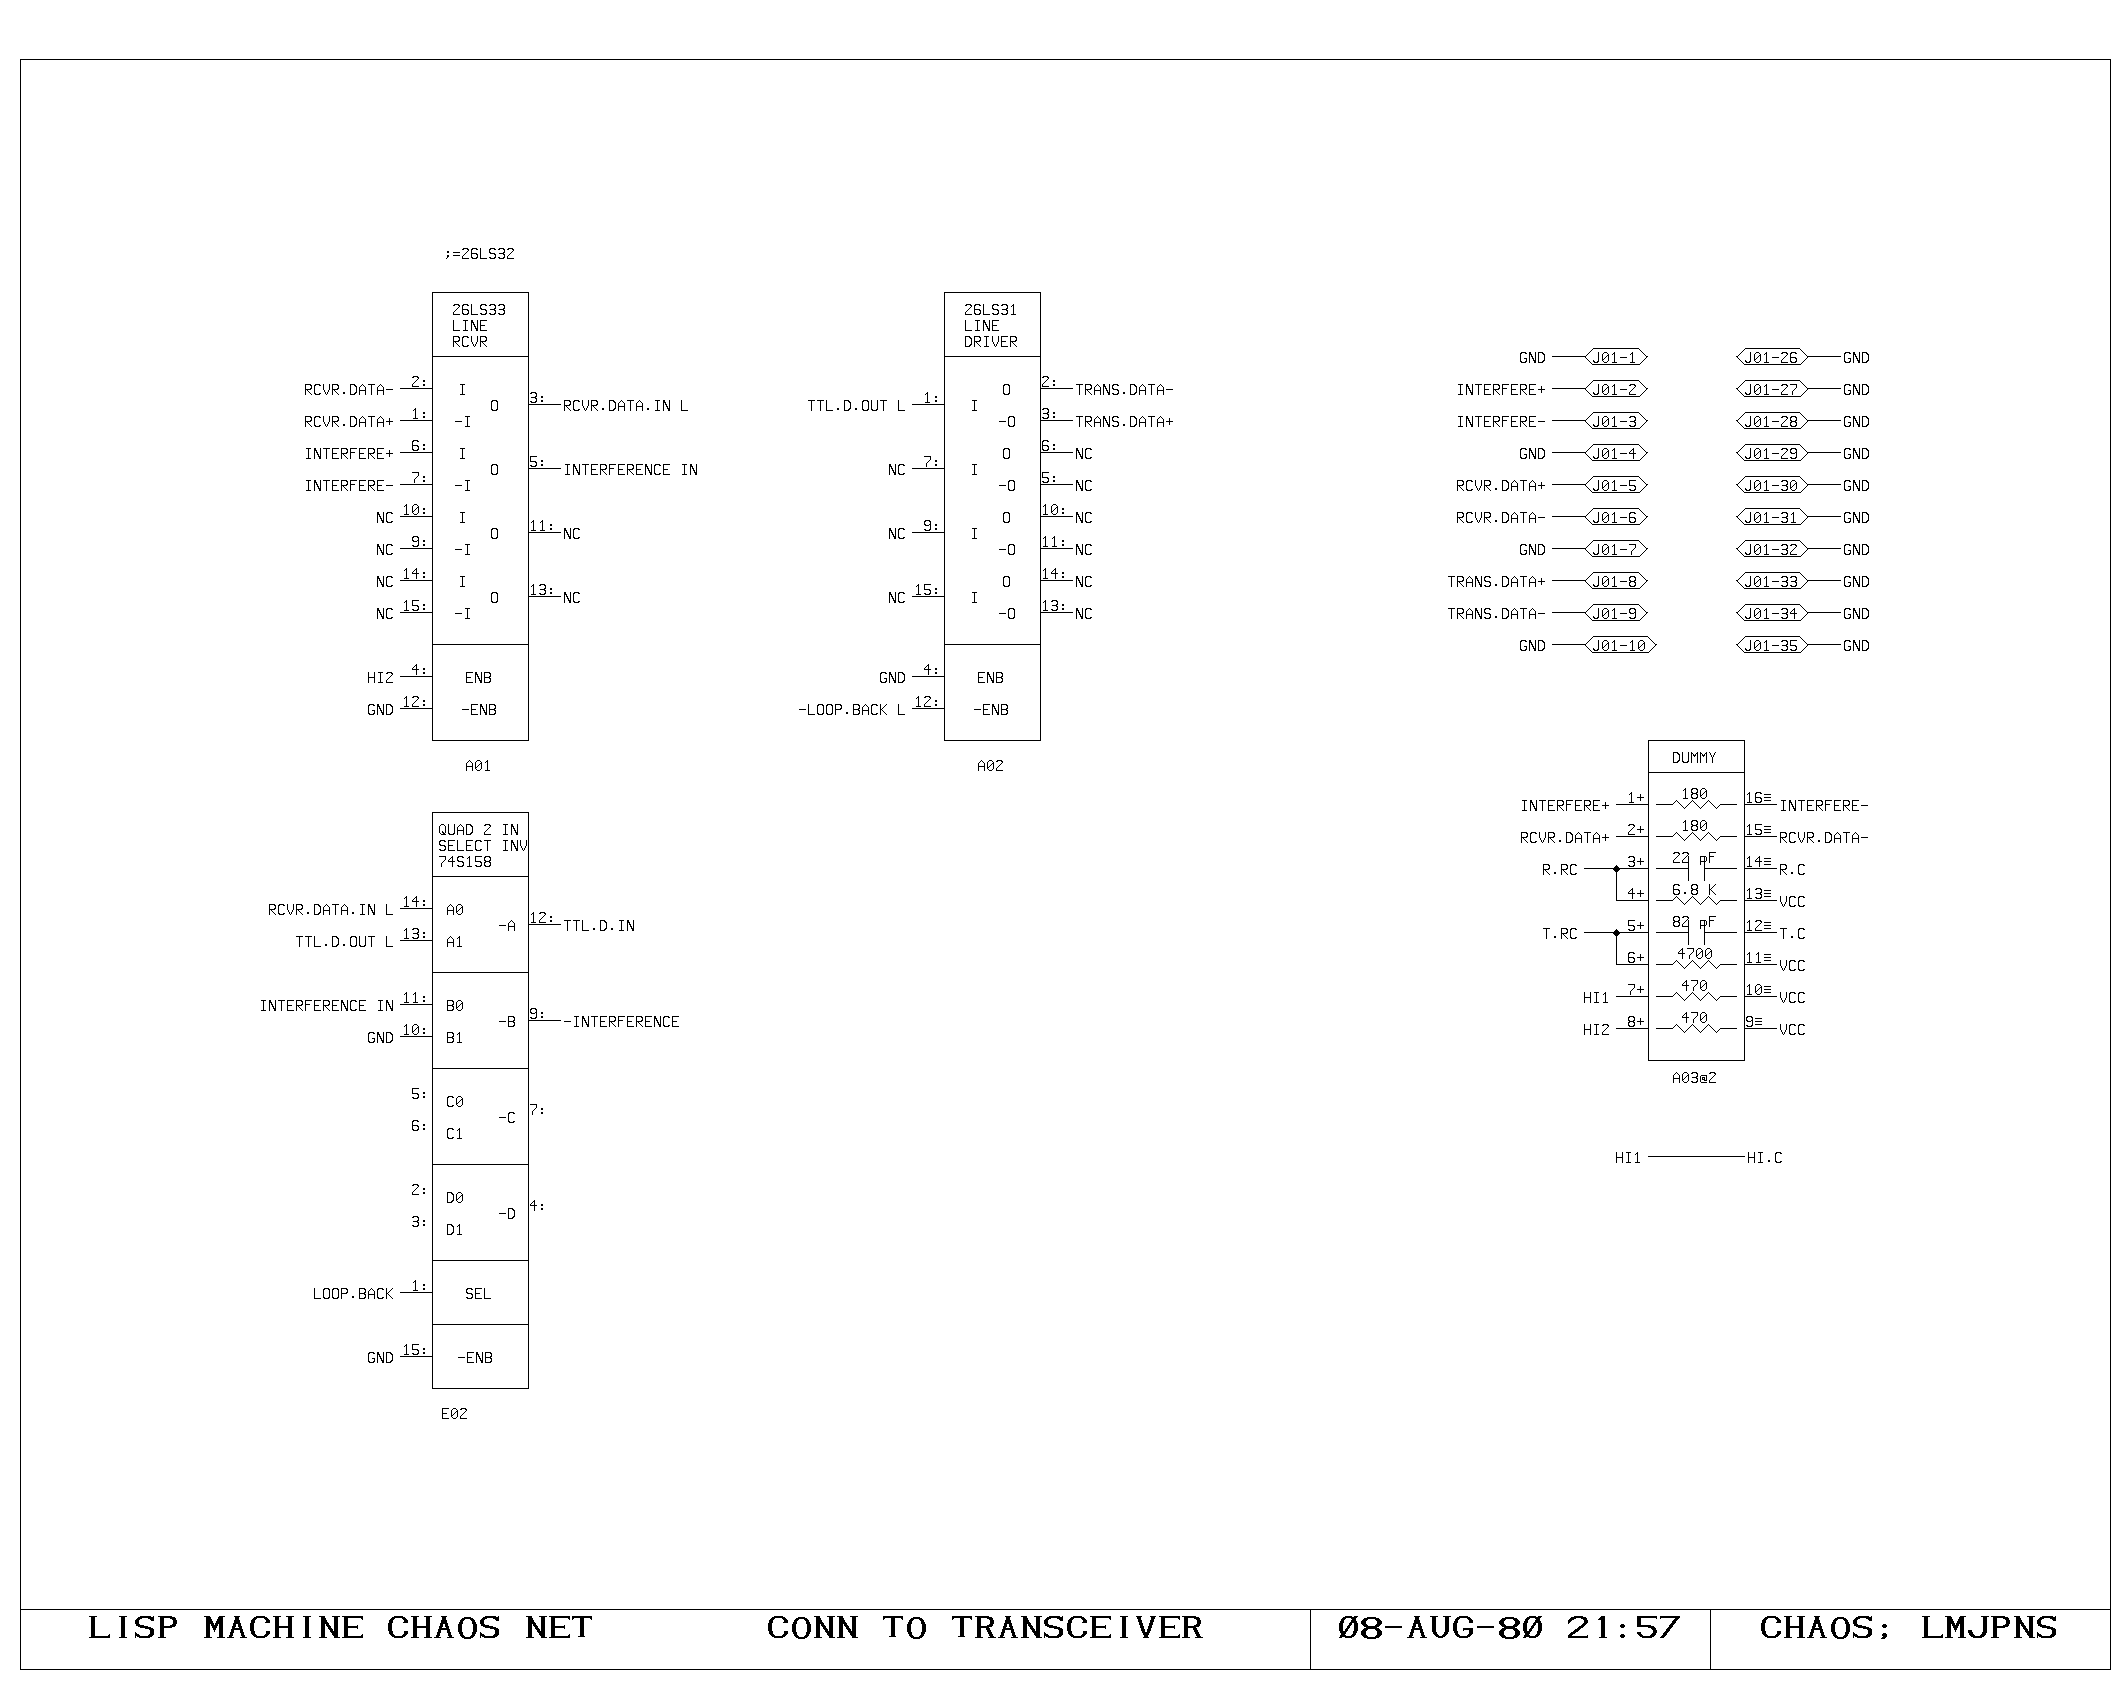 ;=26LS32
26LS33
LINE
RCVR
RCVR.DATA- 2: I
RCVR.DATA+ 1: -I
O 3: RCVR.DATA.IN L
INTERFERE+ 6: I
INTERFERE- 7: -I
O 5: INTERFERENCE IN
NC 10: I
NC 9: -I
O 11: NC
NC 14: I
NC 15: -I
O 13: NC
HI2 4: ENB
GND 12: -ENB
A01
26LS31
LINE
DRIVER
TTL.D.OUT L 1: I
O 2: TRANS.DATA-
-O 3: TRANS.DATA+
NC 7: I
O 6: NC
-O 5: NC
NC 9: I
O 10: NC
-O 11: NC
NC 15: I
O 14: NC
-O 13: NC
GND 4: ENB
-LOOP.BACK L 12: -ENB
A02
GND J01-1 J01-26 GND
INTERFERE+ J01-2 J01-27 GND
INTERFERE- J01-3 J01-28 GND
GND J01-4 J01-29 GND
RCVR.DATA+ J01-5 J01-30 GND
RCVR.DATA- J01-6 J01-31 GND
GND J01-7 J01-32 GND
TRANS.DATA+ J01-8 J01-33 GND
TRANS.DATA- J01-9 J01-34 GND
GND J01-10 J01-35 GND
QUAD 2 IN
SELECT INV
74S158
RCVR.DATA.IN L 14: A0
TTL.D.OUT L 13: A1
-A 12: TTL.D.IN
INTERFERENCE IN 11: B0
GND 10: B1
-B 9: -INTERFERENCE
5: C0
6: C1
-C 7:
2: D0
3: D1
-D 4:
LOOP.BACK 1: SEL
GND 15: -ENB
E02
DUMMY
INTERFERE+ 1+ 180 16≡ INTERFERE-
RCVR.DATA+ 2+ 180 15≡ RCVR.DATA-
R.RC 3+ 22 pF 14≡ R.C
4+ 6.8 K 13≡ VCC
T.RC 5+ 82 pF 12≡ T.C
6+ 4700 11≡ VCC
HI1 7+ 470 10≡ VCC
HI2 8+ 470 9≡ VCC
A03@2
HI1 HI.C
LISP MACHINE CHAOS NET CONN TO TRANSCEIVER 08-AUG-80 21:57 CHAOS; LMJPNS